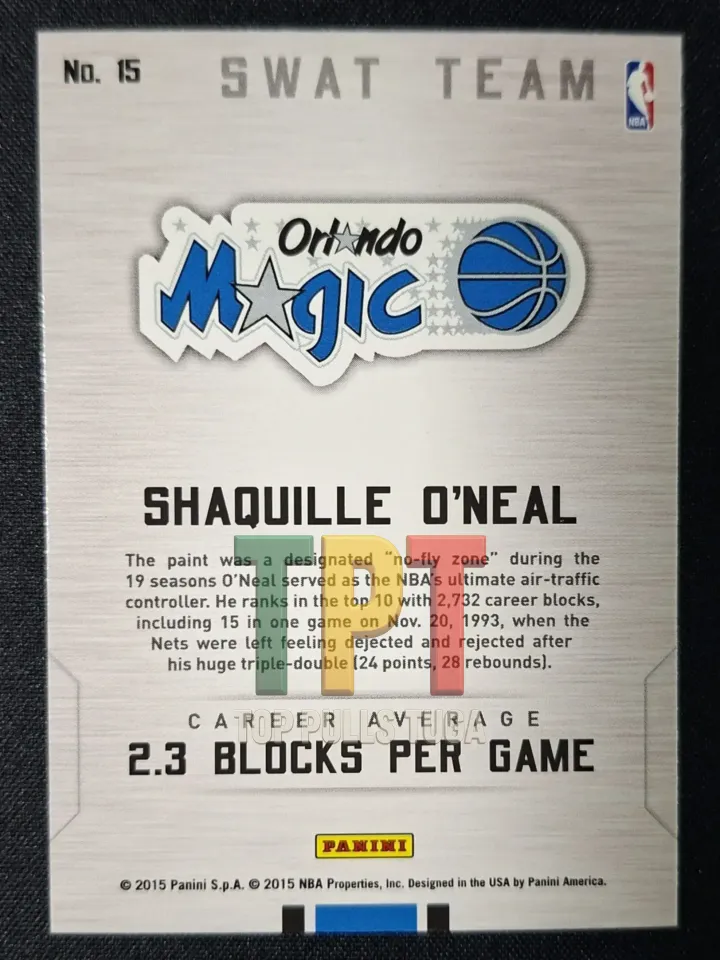 No. 15
SWAT TEAM
NBA
Orlando
Magic
SHAQUILLE O'NEAL
The paint was a designated "no-fly zone" during the
19 seasons O'Neal served as the NBA's ultimate air-traffic
controller. He ranks in the top 10 with 2,732 career blocks,
including 15 in one game on Nov. 20, 1993, when the
Nets were left feeling dejected and rejected after
his huge triple-double (24 points, 28 rebounds).
TPT
TOP PULLS TUGA
CAREER AVERAGE
2.3 BLOCKS PER GAME
PANINI
© 2015 Panini S.p.A. © 2015 NBA Properties, Inc. Designed in the USA by Panini America.